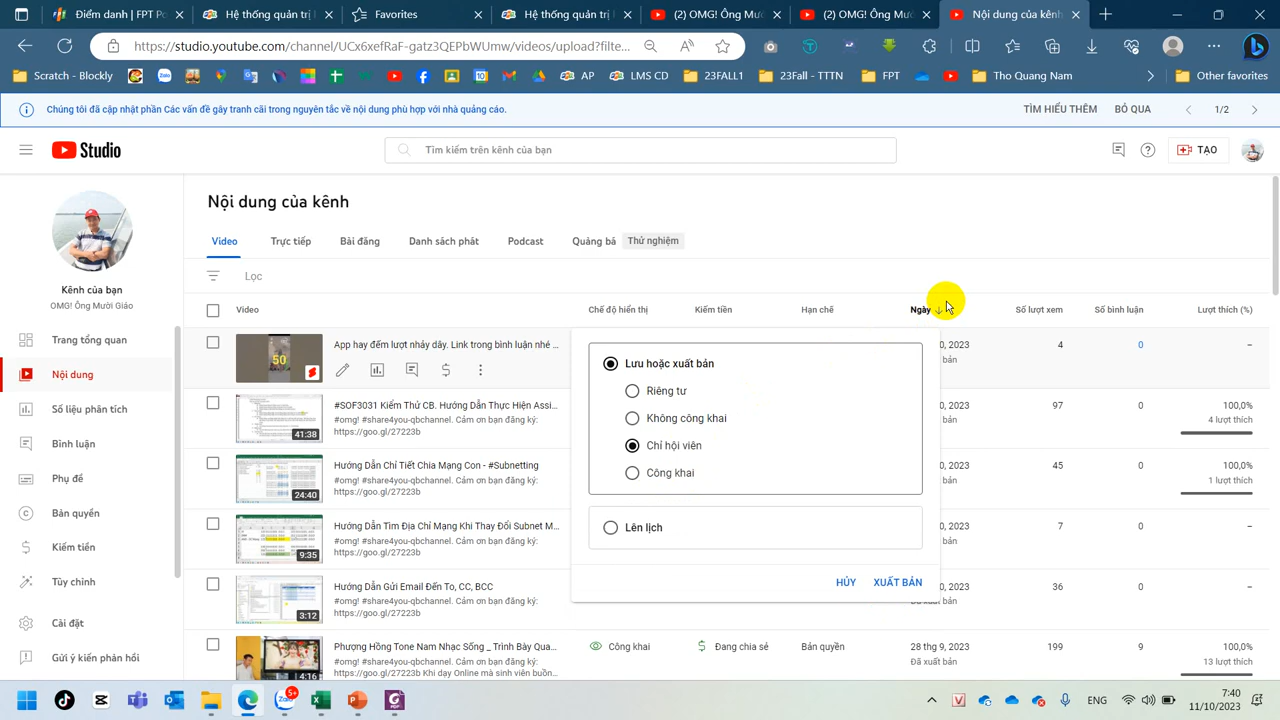 Hệ thống quản trị
Favorites
Hệ thống quản t
Hệ thống quản t
(2) OMG! Ông M
(2) OMG! Ông M
Nội dung của kên
https://studio.youtube.com/channel/UCx6xefRaF-gatz3QEPbWUmw/videos/upload?filte...
Scratch - Blockly
AP
LMS CD
23FALL1
23Fall - TTTN
FPT
Tho Quang Nam
Other favorites
Chúng tôi đã cập nhật phần Các vấn đề gây tranh cãi trong nguyên tắc về nội dung phù hợp với nhà quảng cáo.
TÌM HIỂU THÊM
BỎ QUA
1/2
Studio
Tìm kiếm trên kênh của bạn
TẠO
Nội dung của kênh
Video
Trực tiếp
Bài đăng
Danh sách phát
Podcast
Quảng bá
Thử nghiệm
Lọc
Kênh của bạn
OMG! Ông Mười Giáo
Trang tổng quan
Nội dung
Số liệu phân tích
Bình luận
Phụ đề
Bản quyền
Kiếm tiền
Tùy chỉnh
Cài đặt
Gửi ý kiến phản hồi
Video
Chế độ hiển thị
Kiếm tiền
Hạn chế
Ngày
Số lượt xem
Số bình luận
Lượt thích (%)
50
App hay đếm lượt nhảy dây. Link trong bình luận nhé ...
0, 2023
bản
4
0
–
41:38
#SOF3031 Kiểm Thử CB. Hướng Dẫn Thực Hiện Assi...
#omg! #share4you-qbchannel. Cảm ơn bạn đăng ký:
https://goo.gl/27223b
0, 2023
bản
97
0
100,0%
4 lượt thích
24:40
Hướng Dẫn Chi Tiết Chia Mạng Con - #Subnetting
#omg! #share4you-qbchannel. Cảm ơn bạn đăng ký:
https://goo.gl/27223b
0, 2023
bản
45
0
100,0%
1 lượt thích
9:35
Hướng Dẫn Tìm Địa Chỉ Mạng Khi Thay Đổi Subnet M...
#omg! #share4you-qbchannel. Cảm ơn bạn đăng ký:
https://goo.gl/27223b
0, 2023
bản
7
0
–
3:12
Hướng Dẫn Gửi Email Đến To, CC, BCC
#omg! #share4you-qbchannel. Cảm ơn bạn đăng ký:
https://goo.gl/27223b
0, 2023
36
0
–
4:16
Phượng Hồng Tone Nam Nhạc Sống _ Trình Bày Qua...
#omg! #share4you-qbchannel. Cảm ơn bạn đăng ký:
https://goo.gl/27223b Khi dạy Online mà sinh viên buồn...
Công khai
Đang chia sẻ
Bản quyền
28 thg 9, 2023
Đã xuất bản
199
9
100,0%
13 lượt thích
Lưu hoặc xuất bản
Riêng tư
Không công khai
Chỉ hội viên
Công khai
Lên lịch
HỦY
XUẤT BẢN
5+
ENG
7:40
11/10/2023